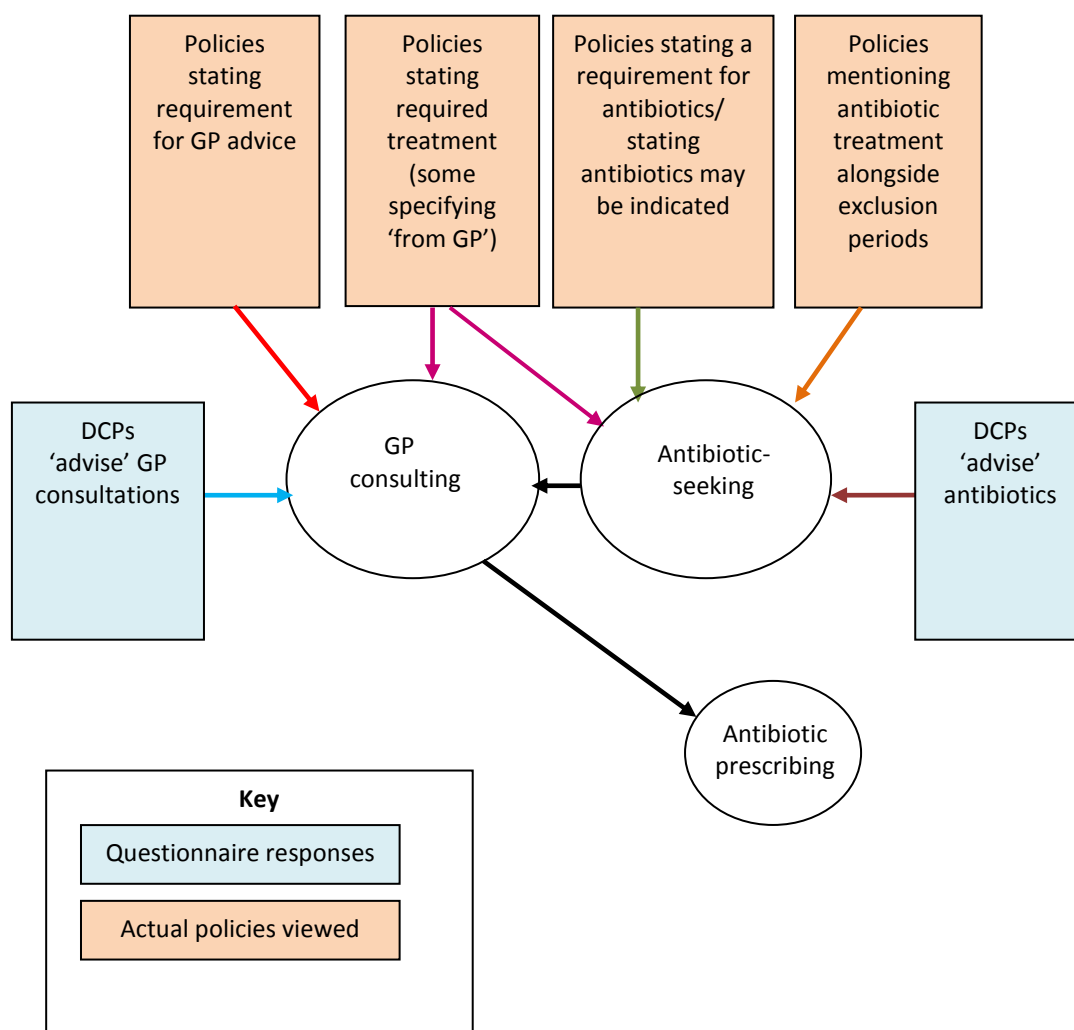 Policies
stating
requirement
for GP advice
Policies
stating
required
treatment
(some
specifying
‘from GP’)
Policies stating a
requirement for
antibiotics/
stating
antibiotics may
be indicated
Policies
mentioning
antibiotic
treatment
alongside
exclusion
periods
DCPs
‘advise’ GP
consultations
GP
consulting
Antibiotic-
seeking
DCPs
‘advise’
antibiotics
Antibiotic
prescribing
Key
Questionnaire responses
Actual policies viewed